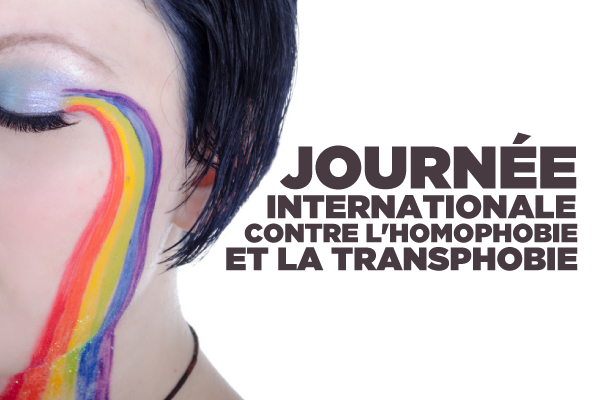 JOURNÉE
INTERNATIONALE
CONTRE L'HOMOPHOBIE
ET LA TRANSPHOBIE